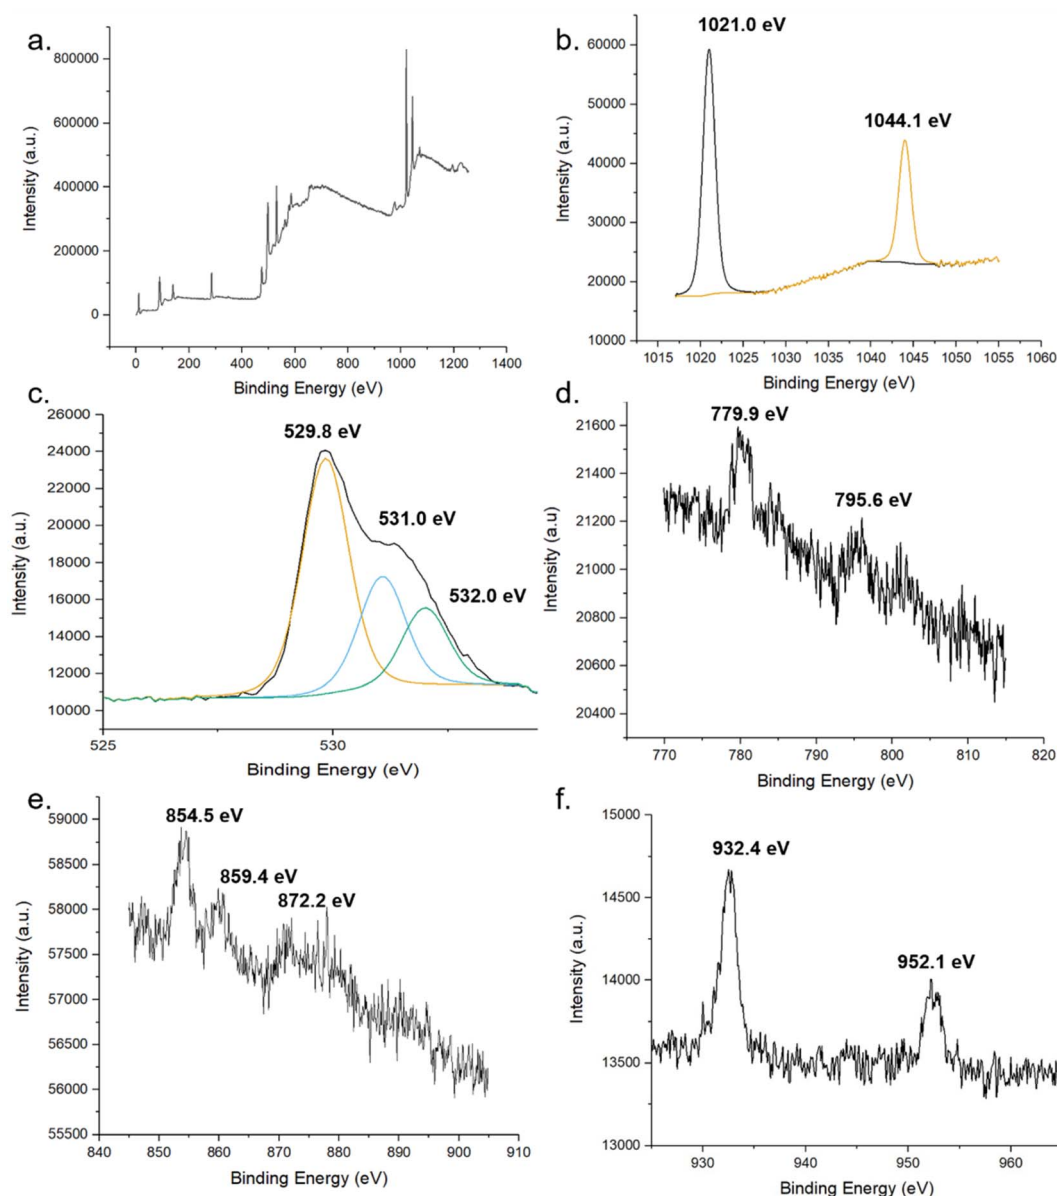 a.
800000
600000
400000
200000
0
Intensity (a.u.)
0 200 400 600 800 1000 1200 1400
Binding Energy (eV)
b.
1021.0 eV
1044.1 eV
60000
50000
40000
30000
20000
10000
Intensity (a.u.)
1015 1020 1025 1030 1035 1040 1045 1050 1055 1060
Binding Energy (eV)
c.
529.8 eV
531.0 eV
532.0 eV
26000
24000
22000
20000
18000
16000
14000
12000
10000
Intensity (a.u.)
525 530
Binding Energy (eV)
d.
779.9 eV
795.6 eV
21600
21400
21200
21000
20800
20600
20400
Intensity (a.u)
770 780 790 800 810 820
Binding Energy (eV)
e.
854.5 eV
859.4 eV
872.2 eV
59000
58500
58000
57500
57000
56500
56000
55500
Intensity (a.u.)
840 850 860 870 880 890 900 910
Binding Energy (eV)
f.
932.4 eV
952.1 eV
15000
14500
14000
13500
13000
Intensity (a.u.)
930 940 950 960
Binding Energy (eV)